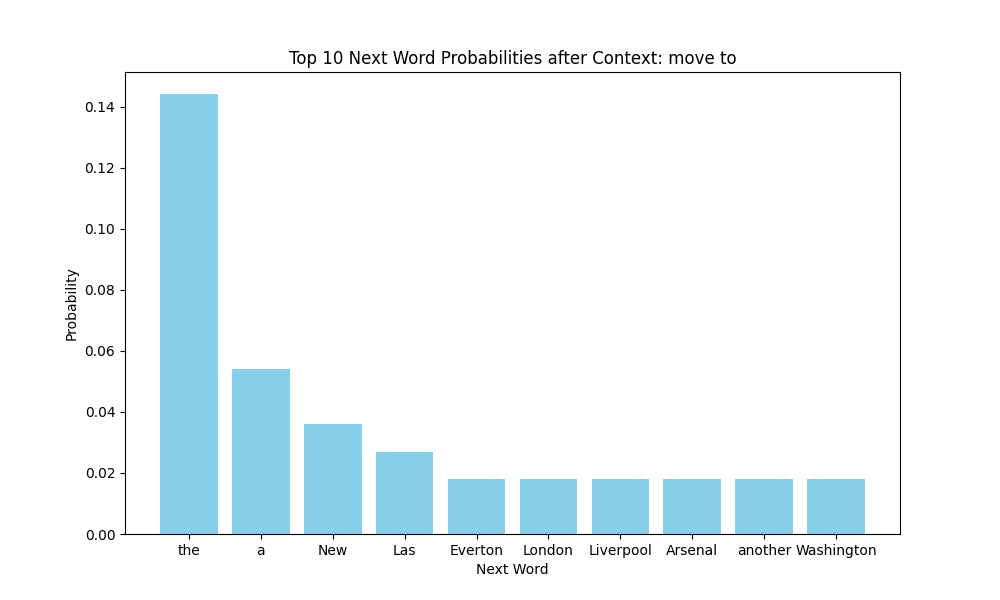 Top 10 Next Word Probabilities after Context: move to
Probability
0.14
0.12
0.10
0.08
0.06
0.04
0.02
0.00
the a New Las Everton London Liverpool Arsenal another Washington
Next Word